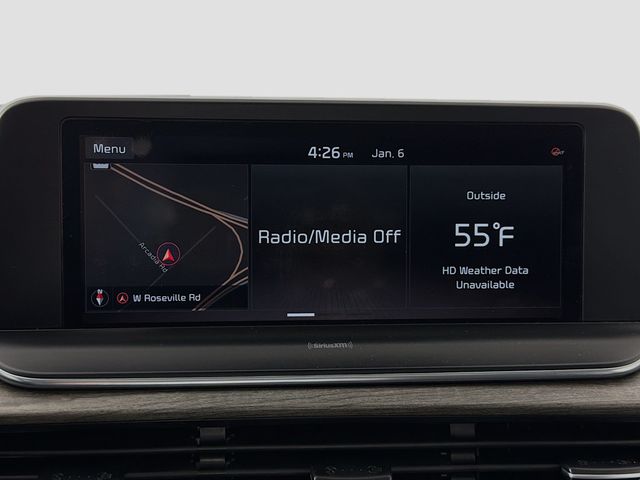 Menu
4:26 PM Jan. 6
Arcadia Rd
N
W Roseville Rd
Radio/Media Off
Outside
55°F
HD Weather Data
Unavailable
((SiriusXM))